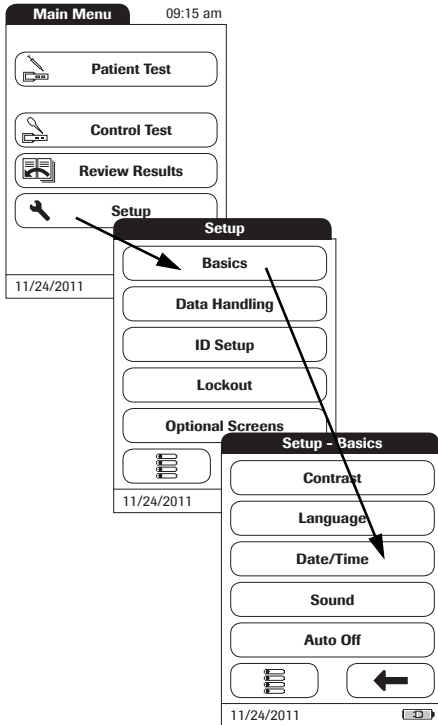 Main Menu
09:15 am
Patient Test
Control Test
Review Results
Setup
11/24/2011
Setup
Basics
Data Handling
ID Setup
Lockout
Optional Screens
11/24/2011
Setup - Basics
Contrast
Language
Date/Time
Sound
Auto Off
11/24/2011